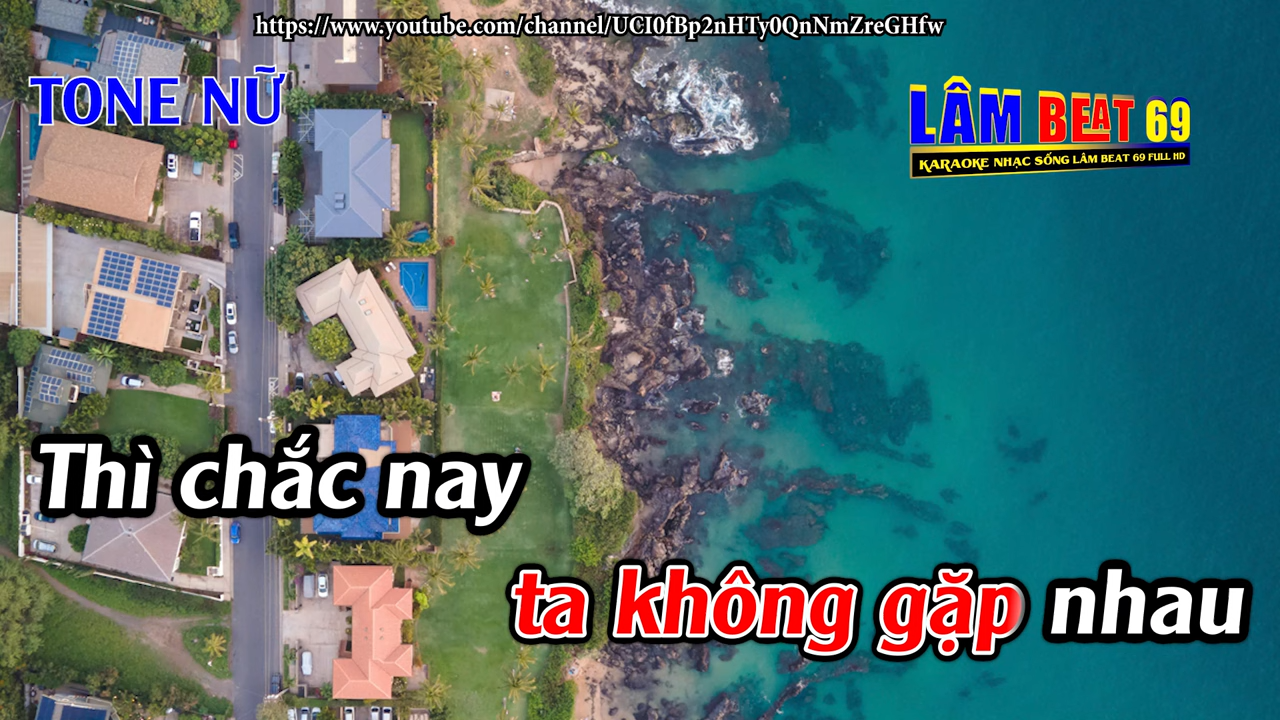 https://www.youtube.com/channel/UCI0fBp2nHTy0QnNmZreGHfw
TONE NỮ
LÂM BEAT 69
KARAOKE NHẠC SỐNG LÂM BEAT 69 FULL HD
Thì chắc nay
ta không gặp nhau